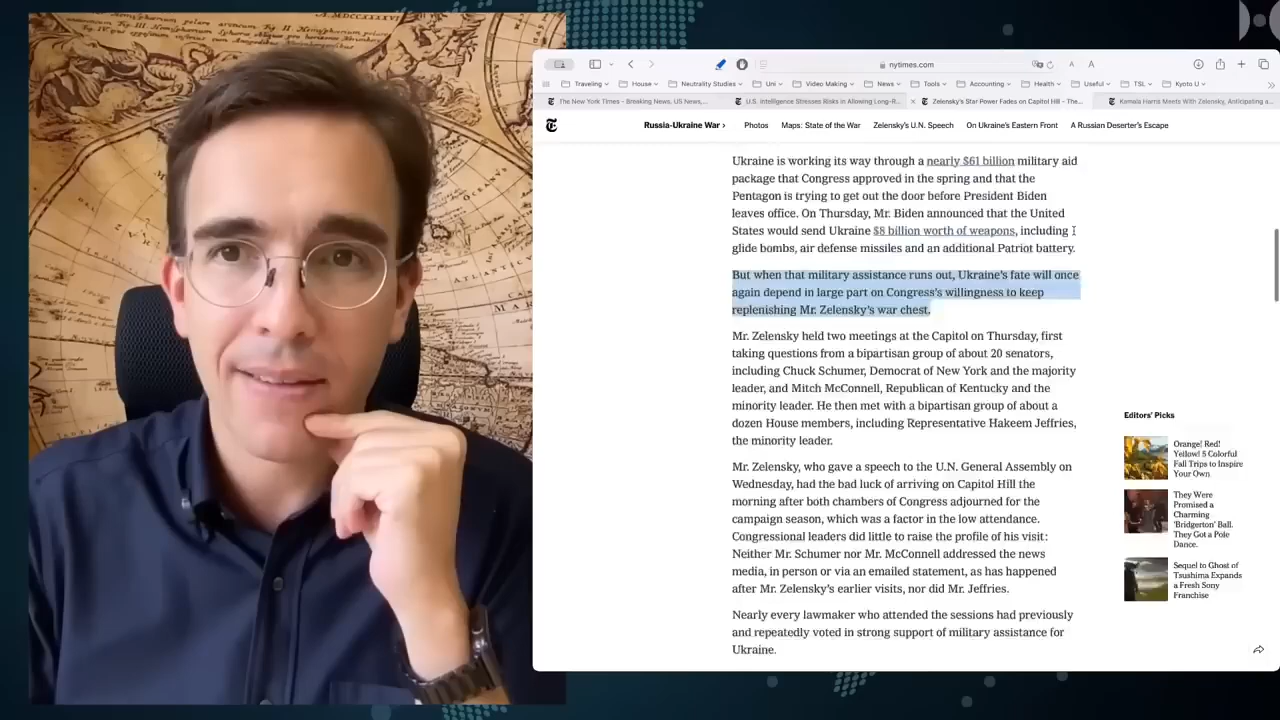 nytimes.com
Traveling
House
Neutrality Studies
Uni
Video Making
News
Tools
Accounting
Health
Useful
TSL
Kyoto U
The New York Times - Breaking News, US News,...
U.S. Intelligence Stresses Risks in Allowing Long-R...
Zelensky's Star Power Fades on Capitol Hill - The...
Kamala Harris Meets With Zelensky, Anticipating a...
Russia-Ukraine War ›
Photos
Maps: State of the War
Zelensky's U.N. Speech
On Ukraine's Eastern Front
A Russian Deserter's Escape
Ukraine is working its way through a nearly $61 billion military aid
package that Congress approved in the spring and that the
Pentagon is trying to get out the door before President Biden
leaves office. On Thursday, Mr. Biden announced that the United
States would send Ukraine $8 billion worth of weapons, including
glide bombs, air defense missiles and an additional Patriot battery.
But when that military assistance runs out, Ukraine's fate will once
again depend in large part on Congress's willingness to keep
replenishing Mr. Zelensky's war chest.
Mr. Zelensky held two meetings at the Capitol on Thursday, first
taking questions from a bipartisan group of about 20 senators,
including Chuck Schumer, Democrat of New York and the majority
leader, and Mitch McConnell, Republican of Kentucky and the
minority leader. He then met with a bipartisan group of about a
dozen House members, including Representative Hakeem Jeffries,
the minority leader.
Mr. Zelensky, who gave a speech to the U.N. General Assembly on
Wednesday, had the bad luck of arriving on Capitol Hill the
morning after both chambers of Congress adjourned for the
campaign season, which was a factor in the low attendance.
Congressional leaders did little to raise the profile of his visit:
Neither Mr. Schumer nor Mr. McConnell addressed the news
media, in person or via an emailed statement, as has happened
after Mr. Zelensky's earlier visits, nor did Mr. Jeffries.
Nearly every lawmaker who attended the sessions had previously
and repeatedly voted in strong support of military assistance for
Ukraine.
Editors' Picks
Orange! Red!
Yellow! 5 Colorful
Fall Trips to Inspire
Your Own
They Were
Promised a
Charming
'Bridgerton' Ball.
They Got a Pole
Dance.
Sequel to Ghost of
Tsushima Expands
a Fresh Sony
Franchise